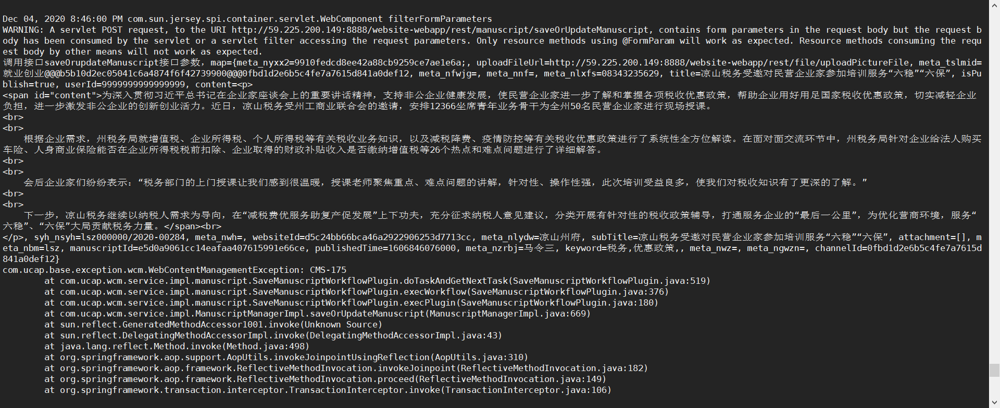 Dec 04, 2020 8:46:00 PM com.sun.jersey.spi.container.servlet.WebComponent filterFormParameters
WARNING: A servlet POST request, to the URI http://59.225.200.149:8888/website-webapp/rest/manuscript/saveOrUpdateManuscript, contains form parameters in the request body but the request b
ody has been consumed by the servlet or a servlet filter accessing the request parameters. Only resource methods using @FormParam will work as expected. Resource methods consuming the requ
est body by other means will not work as expected.
调用接口saveOrupdateManuscript接口参数，map={meta_nyxx2=9910fedcd8ee42a88cb9259ce7ae1e6a;, uploadFileUrl=http://59.225.200.149:8888/website-webapp/rest/file/uploadPictureFile, meta_tslmid=
就业创业@@@b5b10d2ec05041c6a4874f6f42739900@@@0fbd1d2e6b5c4fe7a7615d841a0def12, meta_nfwjg=, meta_nnf=, meta_nlxfs=08343235629, title=凉山税务受邀对民营企业家参加培训服务“六稳”“六保”, isPu
blish=true, userId=9999999999999999, content=<p>
<span id="content">为深入贯彻习近平总书记在企业家座谈会上的重要讲话精神，支持非公企业健康发展，使民营企业家进一步了解和掌握各项税收优惠政策，帮助企业用好用足国家税收优惠政策，切实减轻企业
负担，进一步激发非公企业的创新创业活力。近日，凉山税务受州工商业联合会的邀请，安排12366坐席青年业务骨干为全州50名民营企业家进行现场授课。
<br>
<br>
根据企业需求，州税务局就增值税、企业所得税、个人所得税等有关税收业务知识，以及减税降费、疫情防控等有关税收优惠政策进行了系统性全方位解读。在面对面交流环节中，州税务局针对企业给法人购买
车险、人身商业保险能否在企业所得税税前扣除、企业取得的财政补贴收入是否缴纳增值税等26个热点和难点问题进行了详细解答。
<br>
<br>
会后企业家们纷纷表示：“税务部门的上门授课让我们感到很温暖，授课老师聚焦重点、难点问题的讲解，针对性、操作性强，此次培训受益良多，使我们对税收知识有了更深的了解。”
<br>
<br>
下一步，凉山税务继续以纳税人需求为导向，在“减税费优服务助复产促发展”上下功夫，充分征求纳税人意见建议，分类开展有针对性的税收政策辅导，打通服务企业的“最后一公里”，为优化营商环境，服务“
六稳”、“六保”大局贡献税务力量。</span><br>
</p>, syh_nsyh=lsz000000/2020-00284, meta_nwh=, websiteId=d5c24bb66bca46a2922906253d7713cc, meta_nlydw=凉山州府, subTitle=凉山税务受邀对民营企业家参加培训服务“六稳”“六保”, attachment=[], m
eta_nbm=lsz, manuscriptId=e5d0a9061cc14eafaa407615991e66ce, publishedTime=1606846076000, meta_nzrbj=马令三, keyword=税务,优惠政策,, meta_nwz=, meta_ngwzn=, channelId=0fbd1d2e6b5c4fe7a7615d
841a0def12}
com.ucap.base.exception.wcm.WebContentManagementException: CMS-175
at com.ucap.wcm.service.impl.manuscript.SaveManuscriptWorkflowPlugin.doTaskAndGetNextTask(SaveManuscriptWorkflowPlugin.java:519)
at com.ucap.wcm.service.impl.manuscript.SaveManuscriptWorkflowPlugin.execWorkflow(SaveManuscriptWorkflowPlugin.java:376)
at com.ucap.wcm.service.impl.manuscript.SaveManuscriptWorkflowPlugin.execPlugin(SaveManuscriptWorkflowPlugin.java:180)
at com.ucap.wcm.service.impl.ManuscriptManagerImpl.saveOrUpdateManuscript(ManuscriptManagerImpl.java:669)
at sun.reflect.GeneratedMethodAccessor1001.invoke(Unknown Source)
at sun.reflect.DelegatingMethodAccessorImpl.invoke(DelegatingMethodAccessorImpl.java:43)
at java.lang.reflect.Method.invoke(Method.java:498)
at org.springframework.aop.support.AopUtils.invokeJoinpointUsingReflection(AopUtils.java:310)
at org.springframework.aop.framework.ReflectiveMethodInvocation.invokeJoinpoint(ReflectiveMethodInvocation.java:182)
at org.springframework.aop.framework.ReflectiveMethodInvocation.proceed(ReflectiveMethodInvocation.java:149)
at org.springframework.transaction.interceptor.TransactionInterceptor.invoke(TransactionInterceptor.java:106)